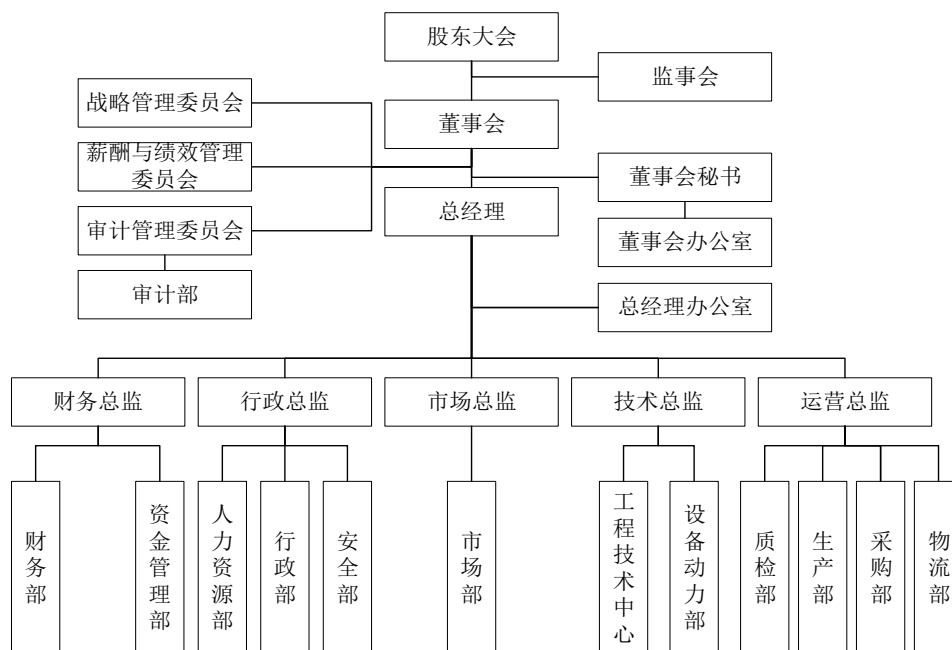 股东大会
监事会
战略管理委员会
董事会
薪酬与绩效管理
委员会
董事会秘书
总经理
审计管理委员会
董事会办公室
审计部
总经理办公室
财务总监
行政总监
市场总监
技术总监
运营总监
财务部
资金管理部
人力资源部
行政部
安全部
市场部
工程技术中心
设备动力部
质检部
生产部
采购部
物流部